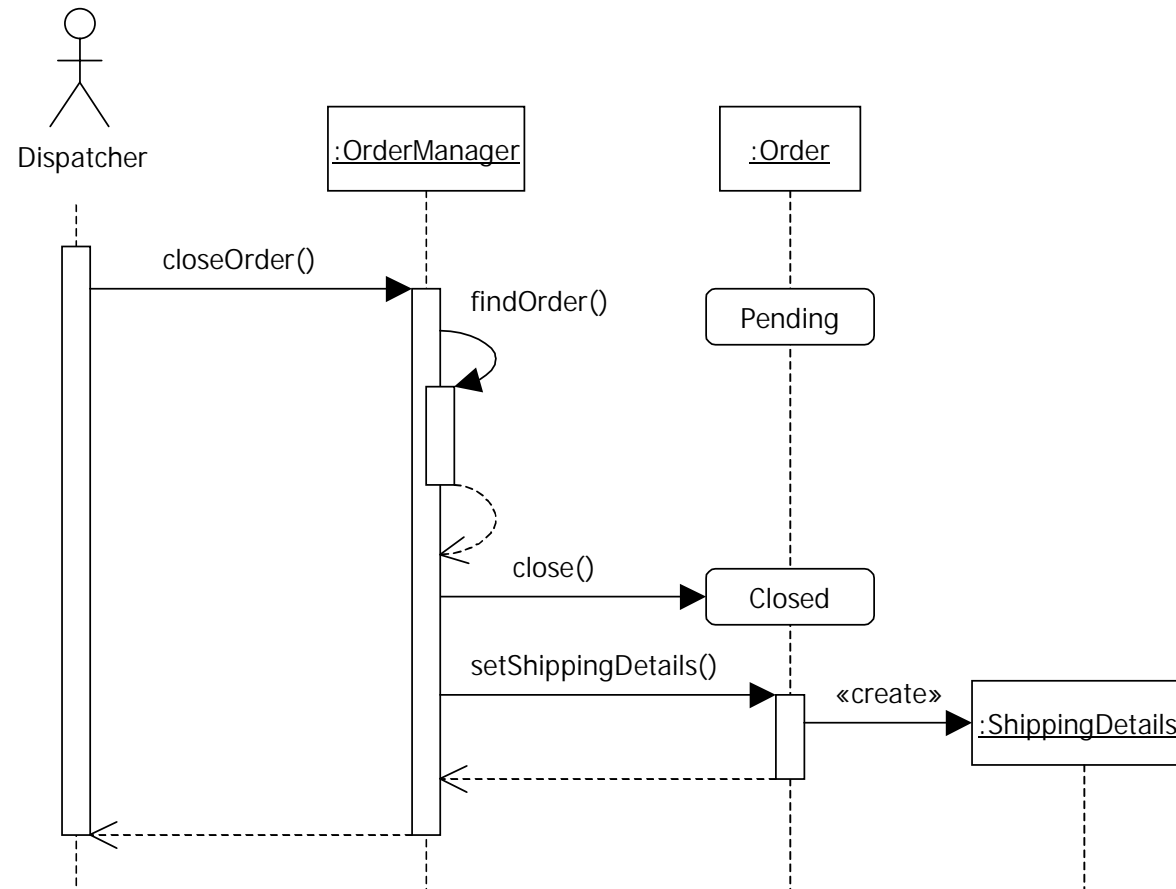 Dispatcher
:OrderManager
:Order
closeOrder()
findOrder()
Pending
close()
Closed
setShippingDetails()
«create»
:ShippingDetails